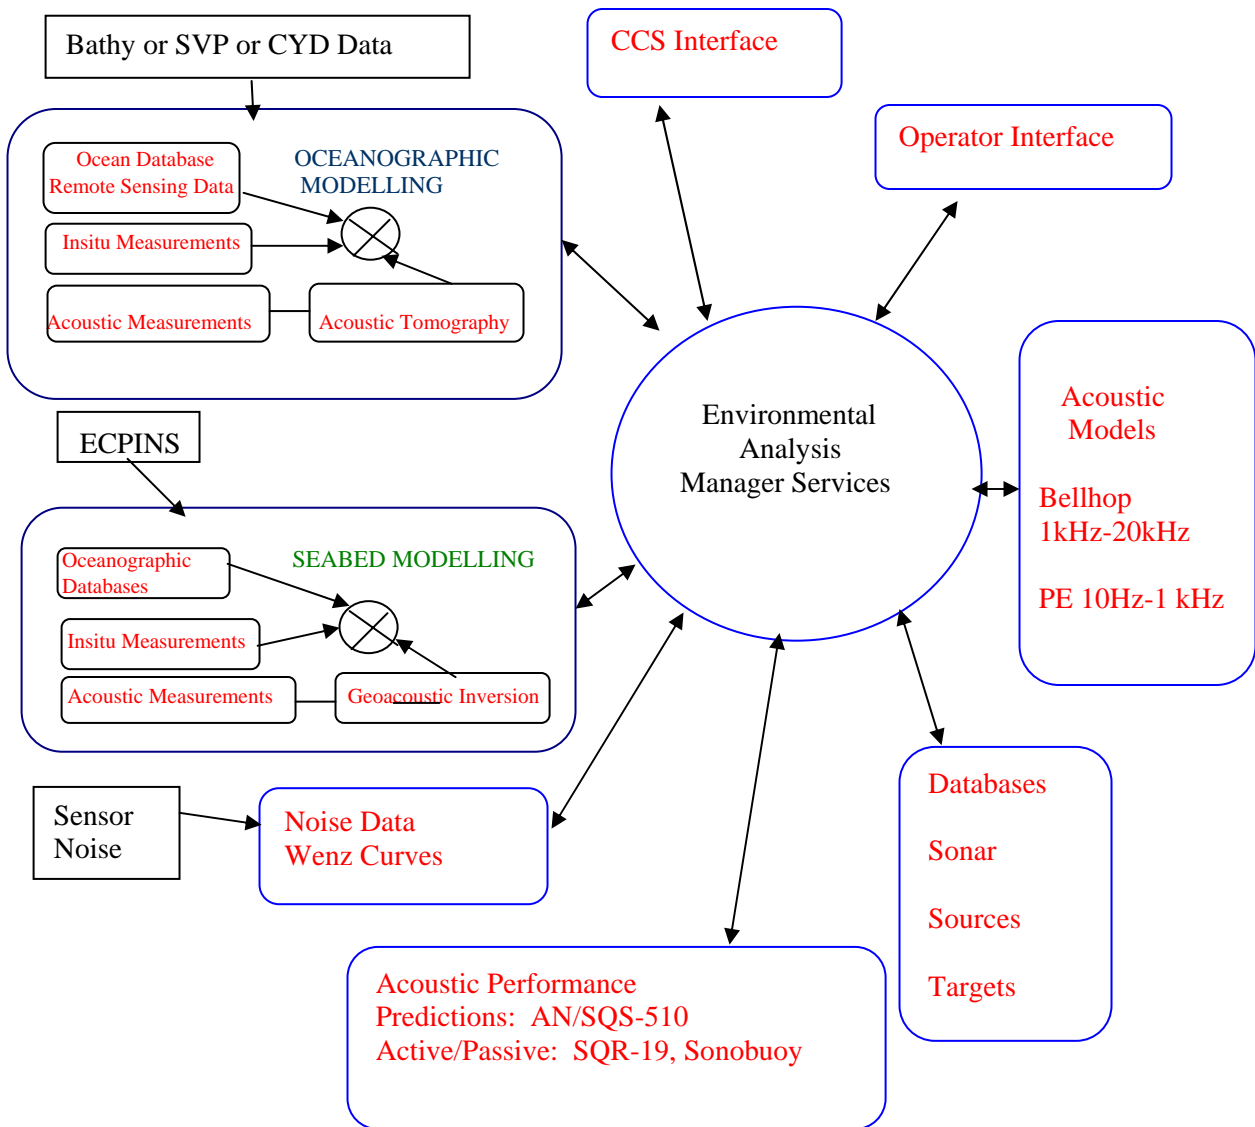 Bathy or SVP or CYD Data
CCS Interface
Operator Interface
Ocean Database
Remote Sensing Data
OCEANOGRAPHIC
MODELLING
Insitu Measurements
Acoustic Measurements
Acoustic Tomography
Environmental
Analysis
Manager Services
Acoustic
Models
Bellhop
1kHz-20kHz
PE 10Hz-1 kHz
ECPINS
Oceanographic
Databases
SEABED MODELLING
Insitu Measurements
Acoustic Measurements
Geoacoustic Inversion
Sensor
Noise
Noise Data
Wenz Curves
Databases
Sonar
Sources
Targets
Acoustic Performance
Predictions: AN/SQS-510
Active/Passive: SQR-19, Sonobuoy